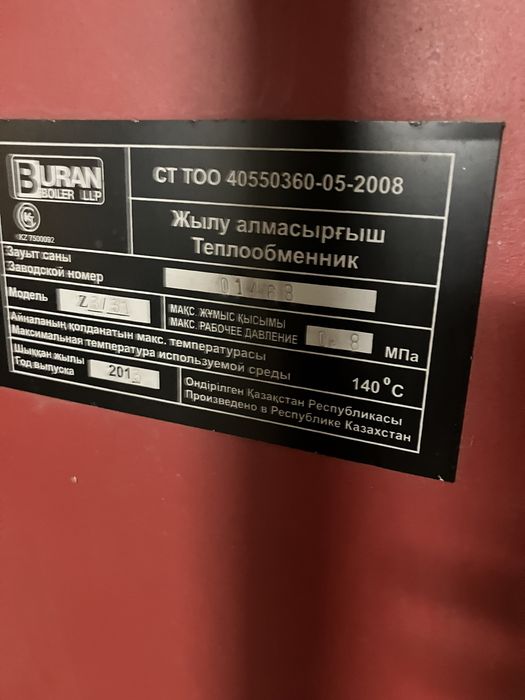 BURAN
BOILER LLP
KZ 7500092
СТ ТОО 40550360-05-2008
Жылу алмасырғыш
Теплообменник
Зауыт саны
Заводской номер
Модель
МАКС. ЖҰМЫС ҚЫСЫМЫ
МАКС. РАБОЧЕЕ ДАВЛЕНИЕ
8 МПа
Айналаның қолданатын макс. температурасы
Максимальная температура используемой среды
140°C
Шыққан жылы
Год выпуска
Өндірілген Қазақстан Республикасы
Произведено в Республике Казахстан